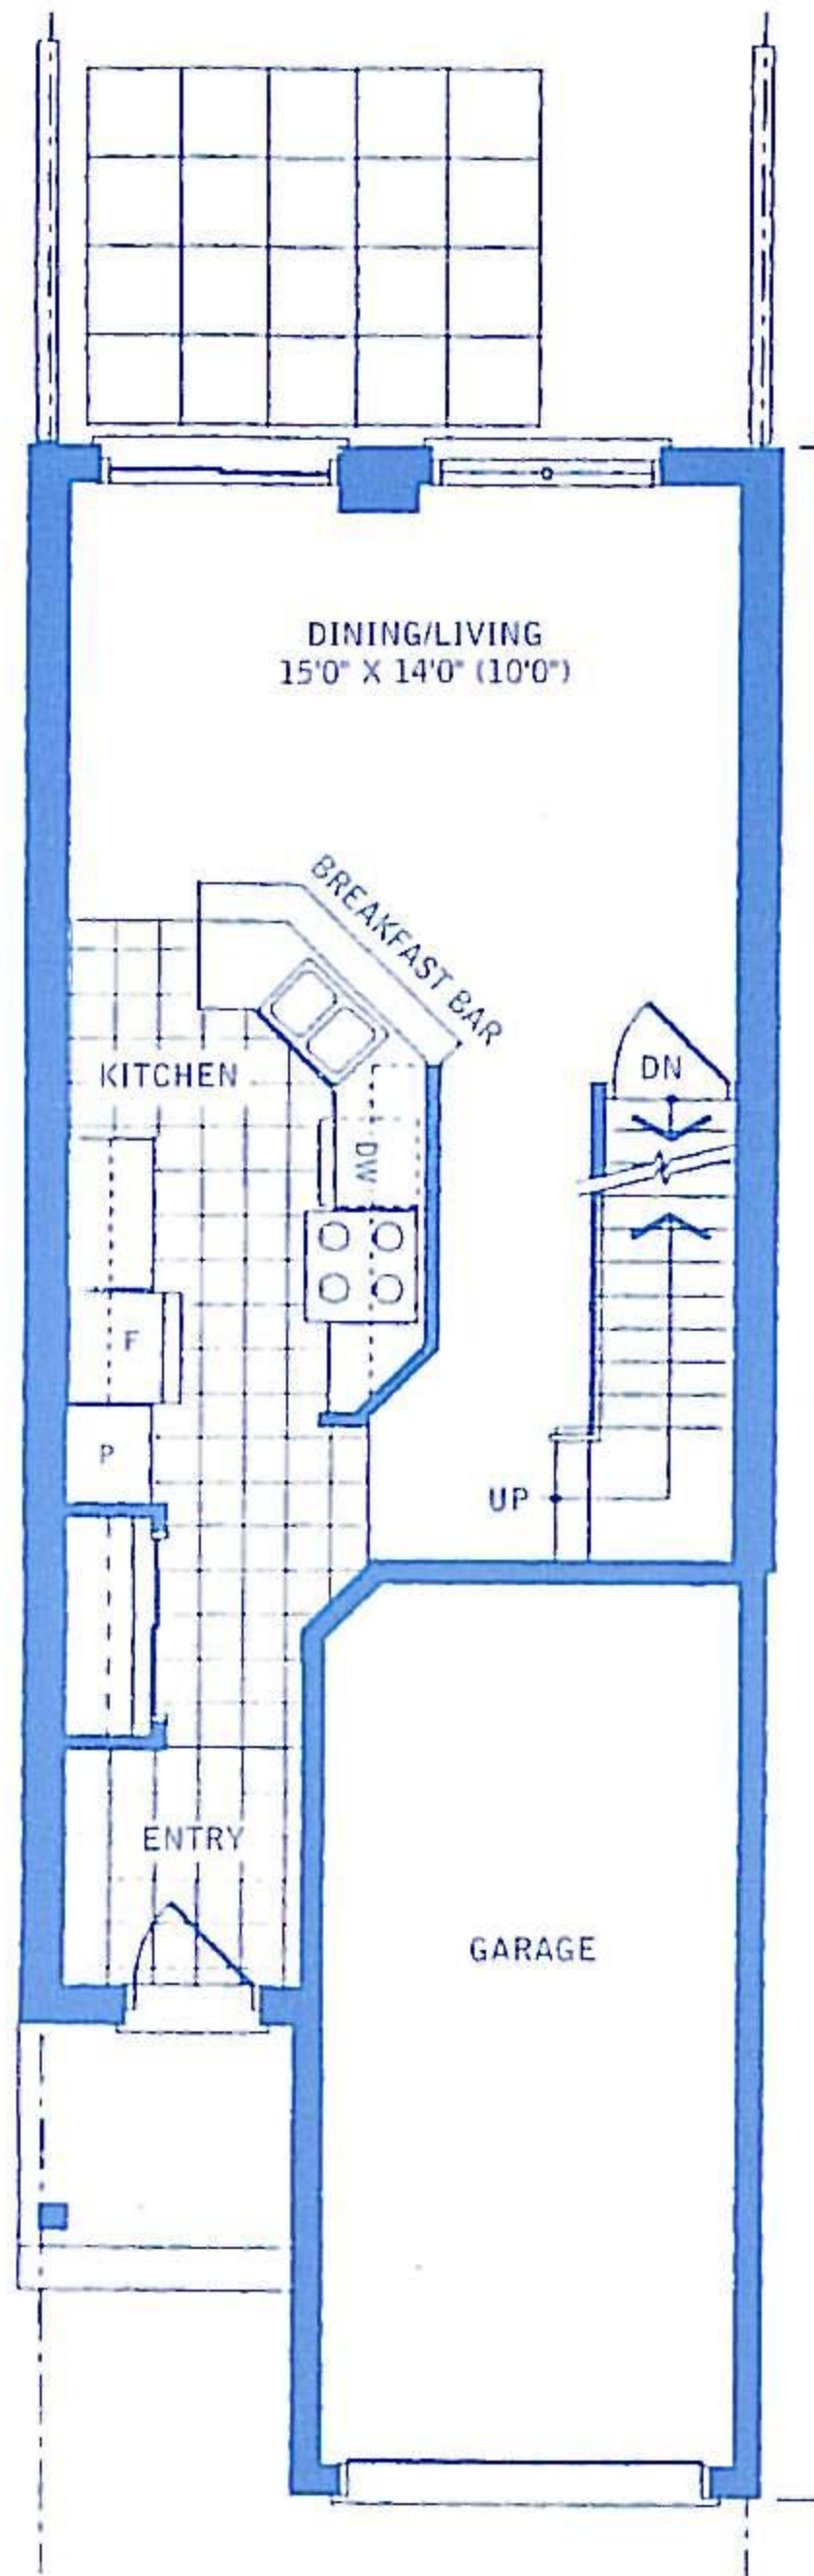 DINING/LIVING
15'0" X 14'0" (10'0")
BREAKFAST BAR
KITCHEN
DN
DW
F
P
UP
ENTRY
GARAGE